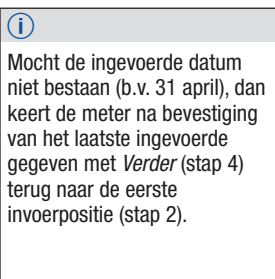 i
Mocht de ingevoerde datum
niet bestaan (b.v. 31 april), dan
keert de meter na bevestiging
van het laatste ingevoerde
gegeven met Verder (stap 4)
terug naar de eerste
invoerpositie (stap 2).